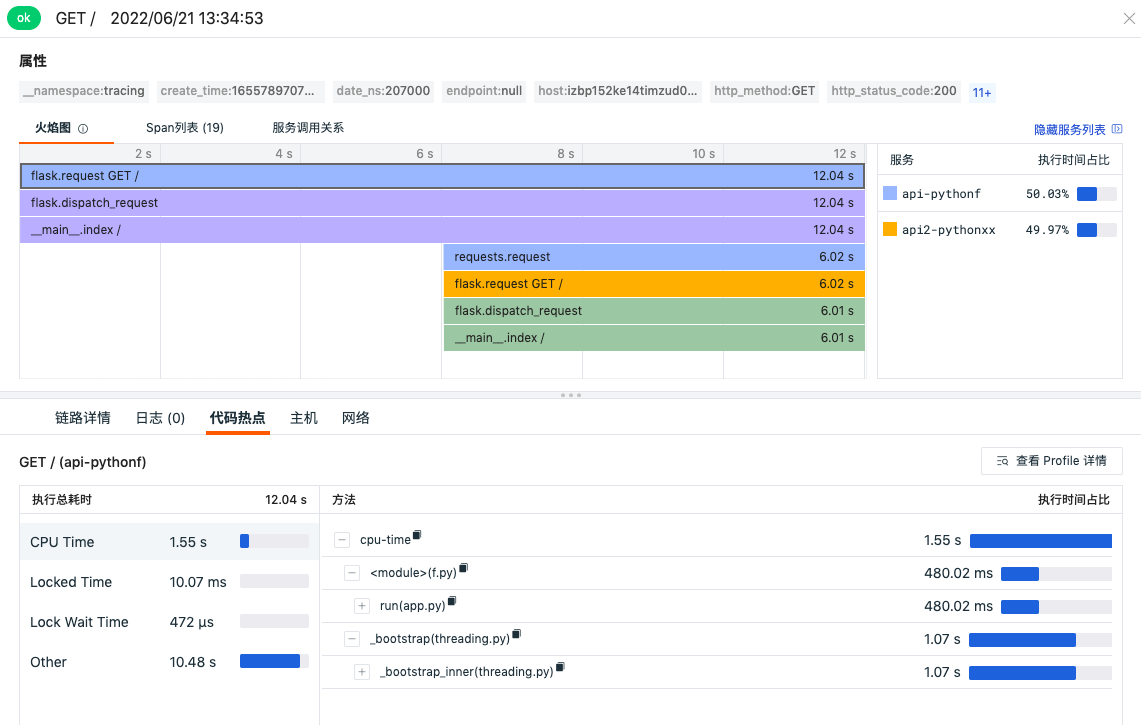 ok GET / 2022/06/21 13:34:53
属性
__namespace:tracing create_time:1655789707... date_ns:207000 endpoint:null host:izbp152ke14timzud0... http_method:GET http_status_code:200 11+
火焰图 Span列表 (19) 服务调用关系 隐藏服务列表
2 s 4 s 6 s 8 s 10 s 12 s
服务 执行时间占比
flask.request GET / 12.04 s
api-pythonf 50.03%
flask.dispatch_request 12.04 s
__main__.index / 12.04 s
api2-pythonxx 49.97%
requests.request 6.02 s
flask.request GET / 6.02 s
flask.dispatch_request 6.01 s
__main__.index / 6.01 s
链路详情 日志 (0) 代码热点 主机 网络
GET / (api-pythonf) 查看 Profile 详情
执行总耗时 12.04 s 方法 执行时间占比
CPU Time 1.55 s
Locked Time 10.07 ms
Lock Wait Time 472 μs
Other 10.48 s
cpu-time 1.55 s
<module>(f.py) 480.02 ms
run(app.py) 480.02 ms
_bootstrap(threading.py) 1.07 s
_bootstrap_inner(threading.py) 1.07 s